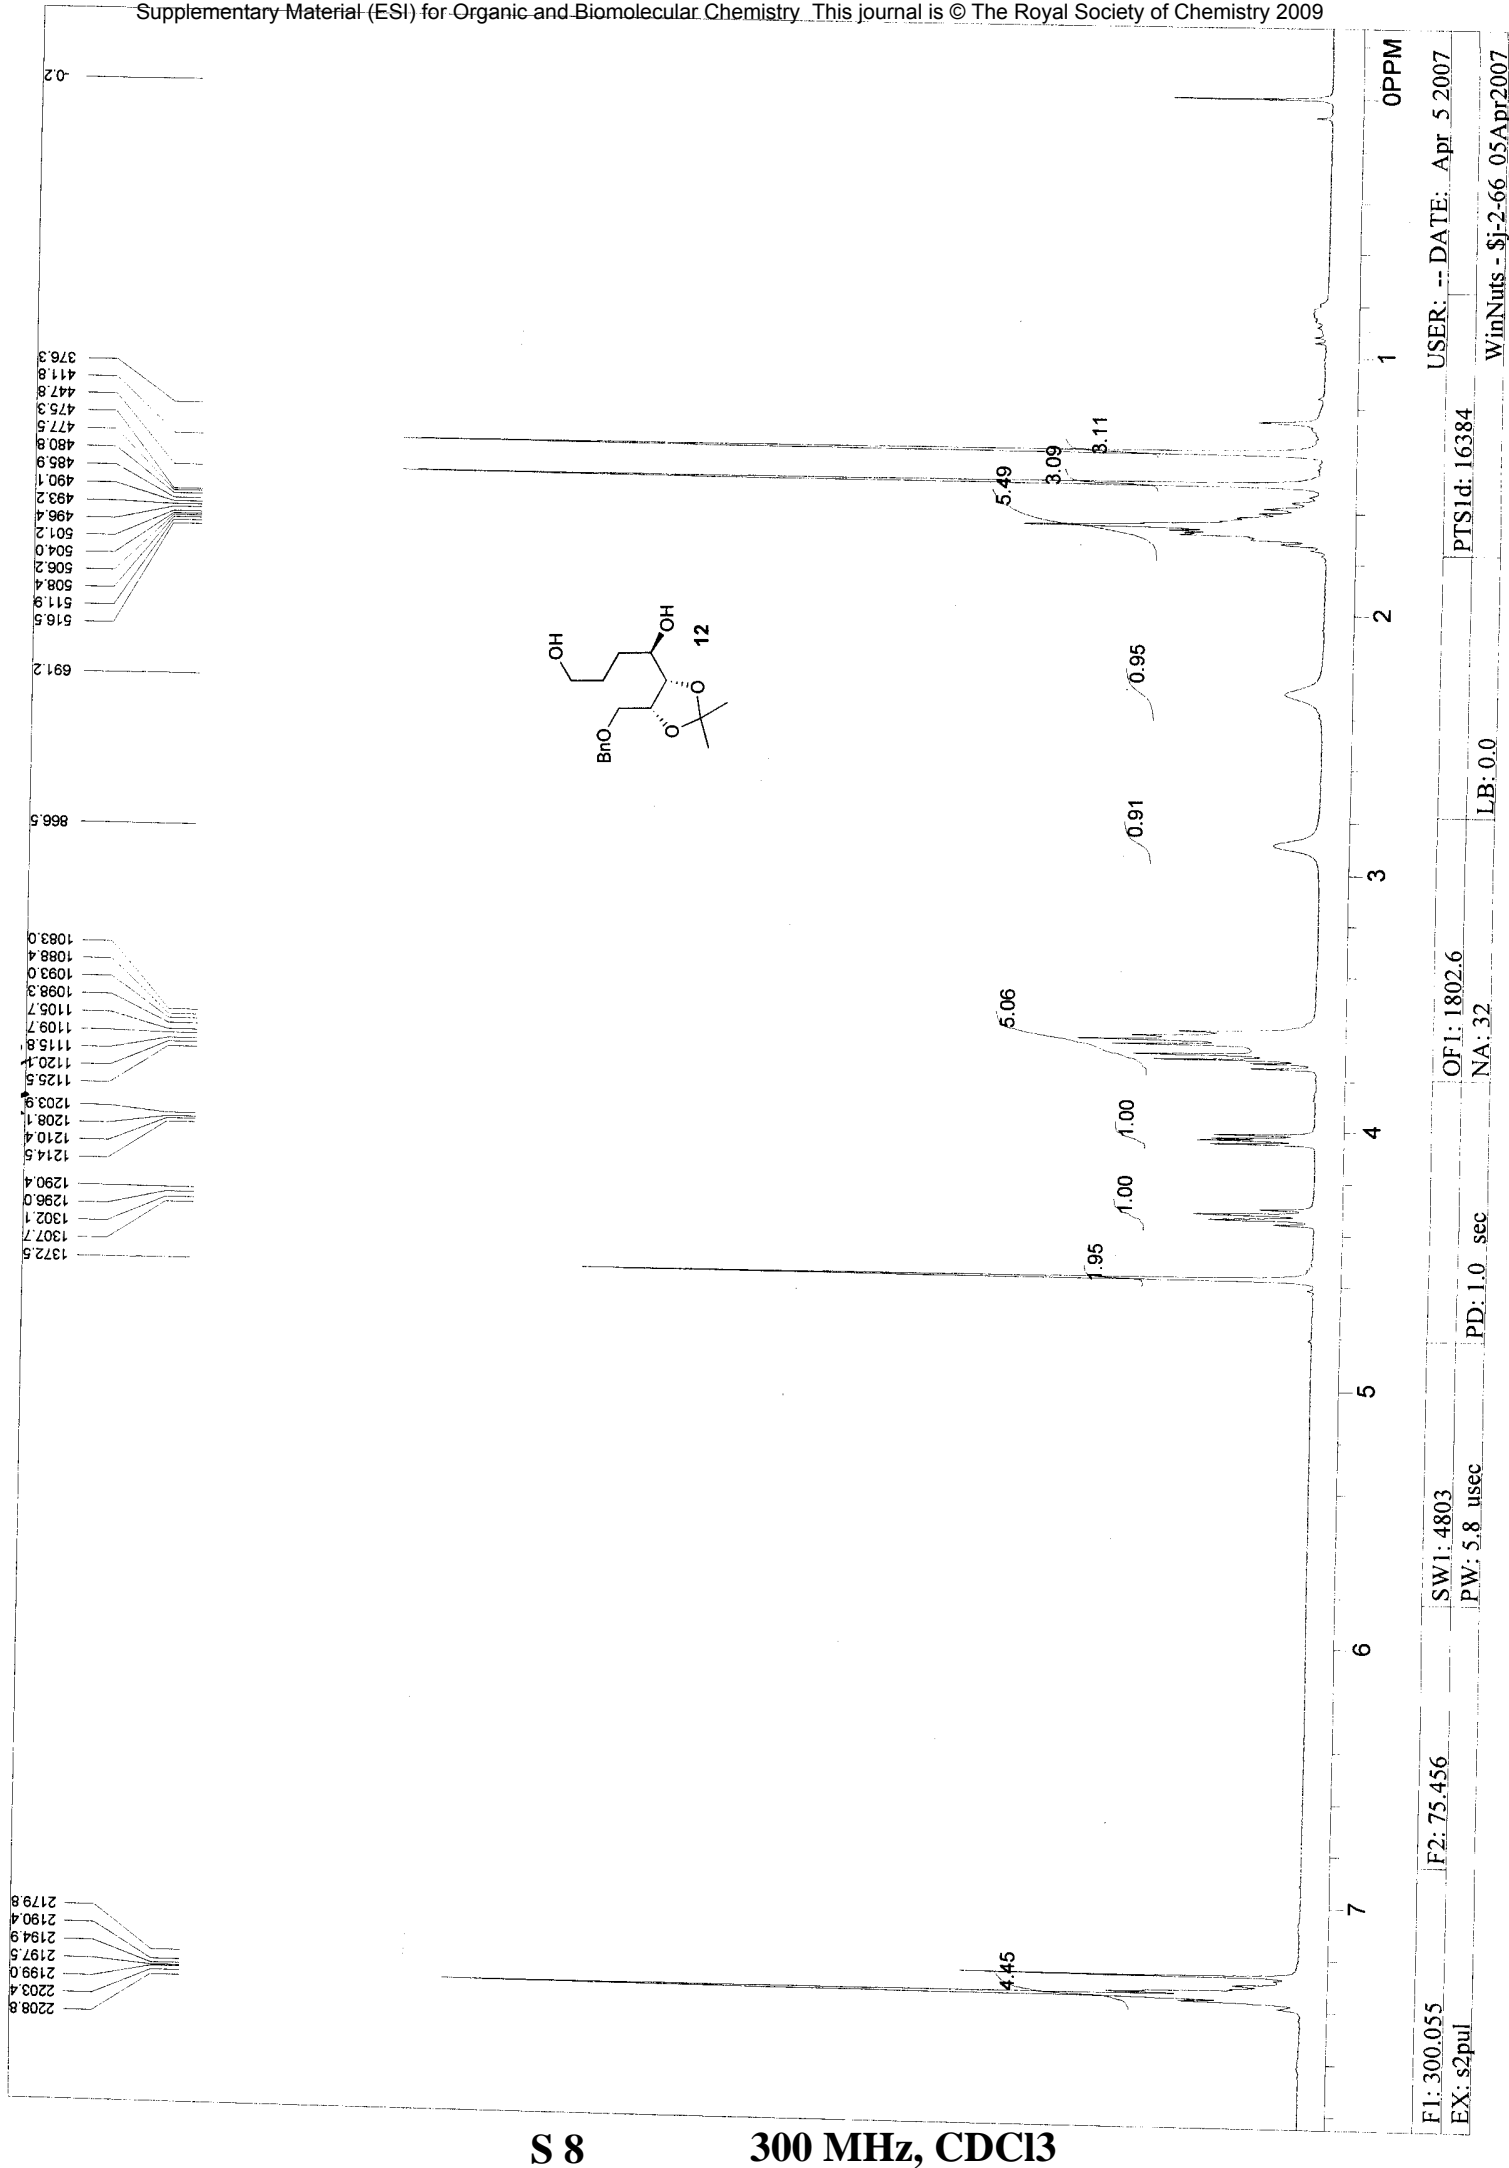 Supplementary Material (ESI) for Organic and Biomolecular Chemistry This journal is © The Royal Society of Chemistry 2009
2208.8
2203.4
2199.0
2197.5
2194.9
2190.4
2179.8
1372.5
1307.7
1302.1
1296.0
1290.4
1214.5
1210.4
1208.1
1203.9
1125.5
1120.1
1115.8
1109.7
1105.7
1098.3
1093.0
1088.4
1083.0
866.5
691.2
516.5
511.9
508.4
506.2
504.0
501.2
496.4
493.2
490.1
485.9
480.8
477.5
475.3
447.8
411.8
376.3
-0.2
OH
BnO
OH
O
O
12
4.45
1.95
1.00
1.00
5.06
0.91
0.95
5.49
3.09
3.11
7
6
5
4
3
2
1
0PPM
F1: 300.055
F2: 75.456
SW1: 4803
OF1: 1802.6
PTS1d: 16384
USER: -- DATE: Apr 5 2007
EX: s2pul
PW: 5.8 usec
PD: 1.0 sec
NA: 32
LB: 0.0
WinNuts - Sj-2-66 05Apr2007
S 8
300 MHz, CDCl3